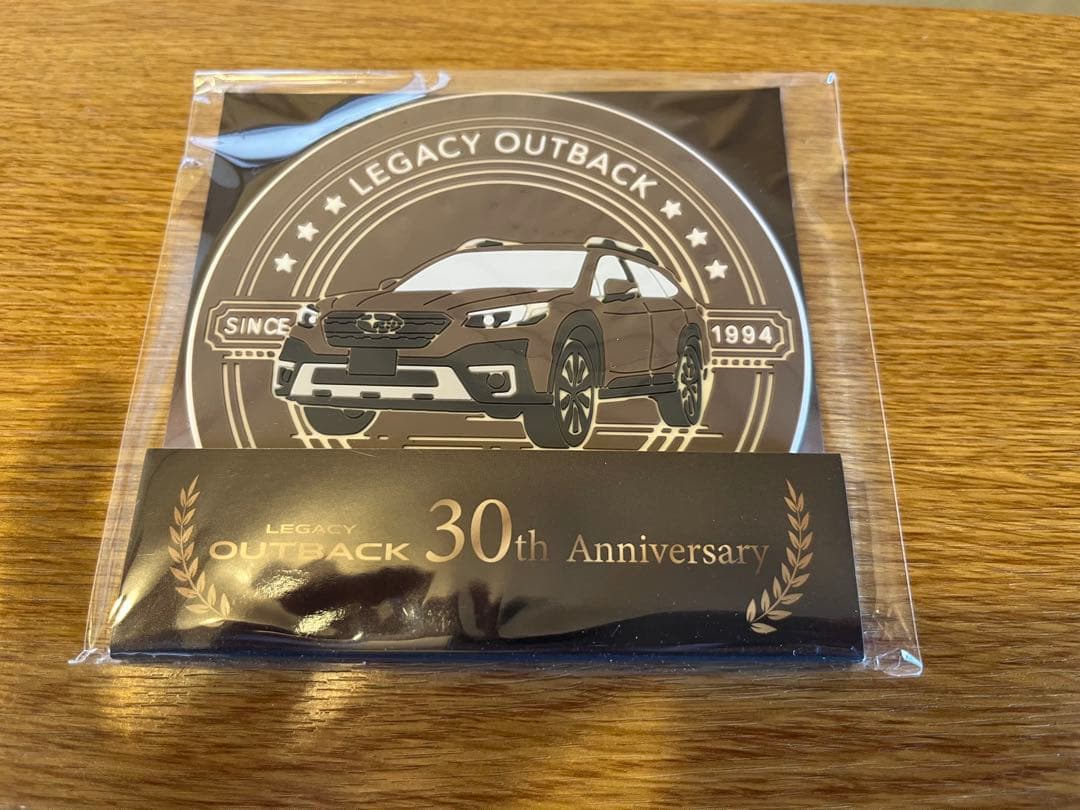 LEGACY OUTBACK
SINCE 1994
LEGACY
OUTBACK 30th Anniversary